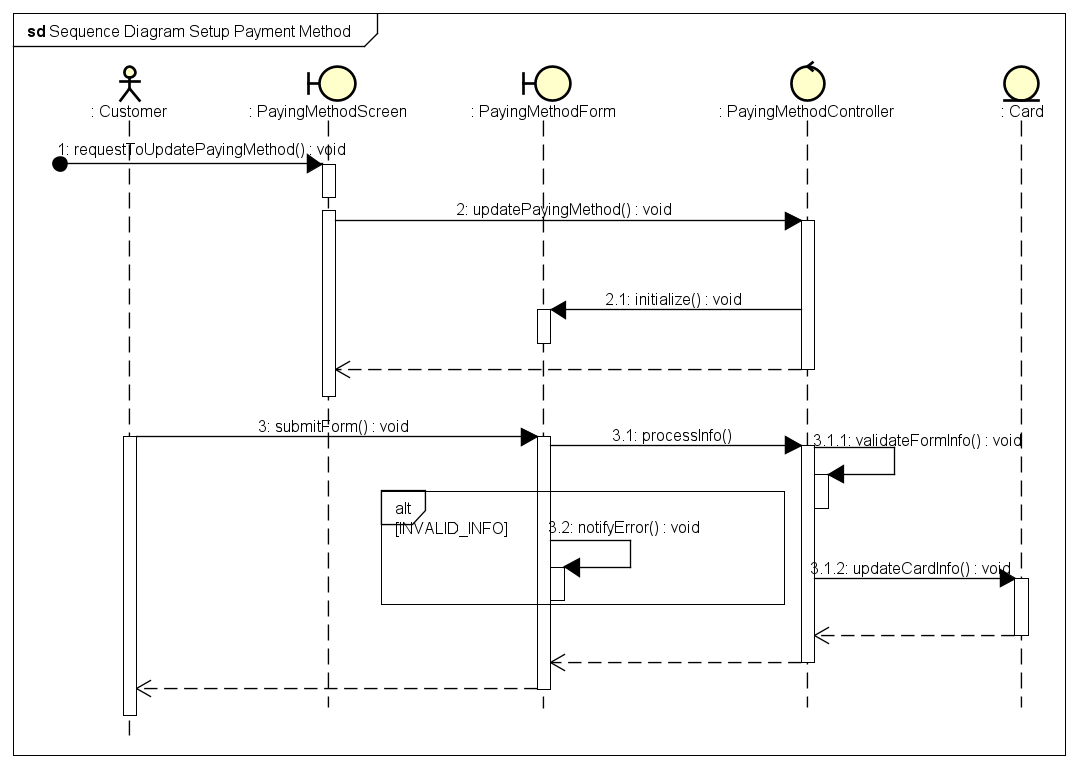 sd Sequence Diagram Setup Payment Method
: Customer
: PayingMethodScreen
: PayingMethodForm
: PayingMethodController
: Card
1: requestToUpdatePayingMethod() : void
2: updatePayingMethod() : void
2.1: initialize() : void
3: submitForm() : void
3.1: processInfo()
3.1.1: validateFormInfo() : void
alt
[INVALID_INFO]
3.2: notifyError() : void
3.1.2: updateCardInfo() : void